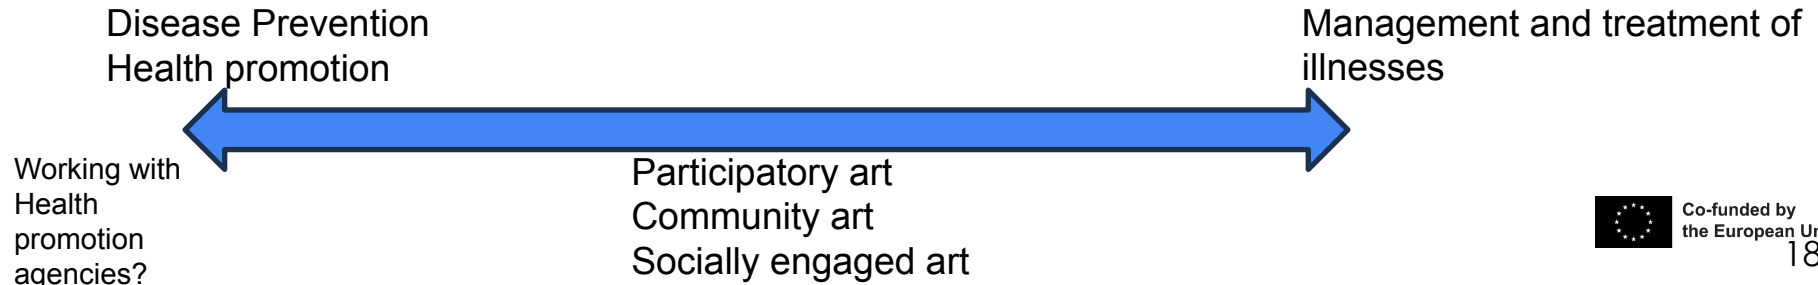 Disease Prevention
Health promotion
Management and treatment of
illnesses
Working with
Health
promotion
agencies?
Participatory art
Community art
Socially engaged art
Co-funded by
the European Un
18